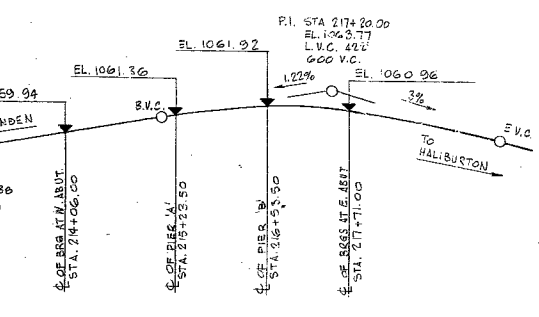 P.I. STA 217+20.00
EL. 1063.77
L.V.C. 422'
600 V.C.
EL. 1061.92
EL. 1061.36
1.22%
EL. 1060.96
59.94
B.V.C.
2%
E.V.C.
NDEN
TO
HALIBURTON
℄ OF BRG AT W. ABUT.
STA. 214+06.00
℄ OF PIER 'A'
STA. 215+23.50
℄ OF PIER 'B'
STA. 216+53.50
℄ OF BRGS AT E. ABUT
STA. 217+71.00